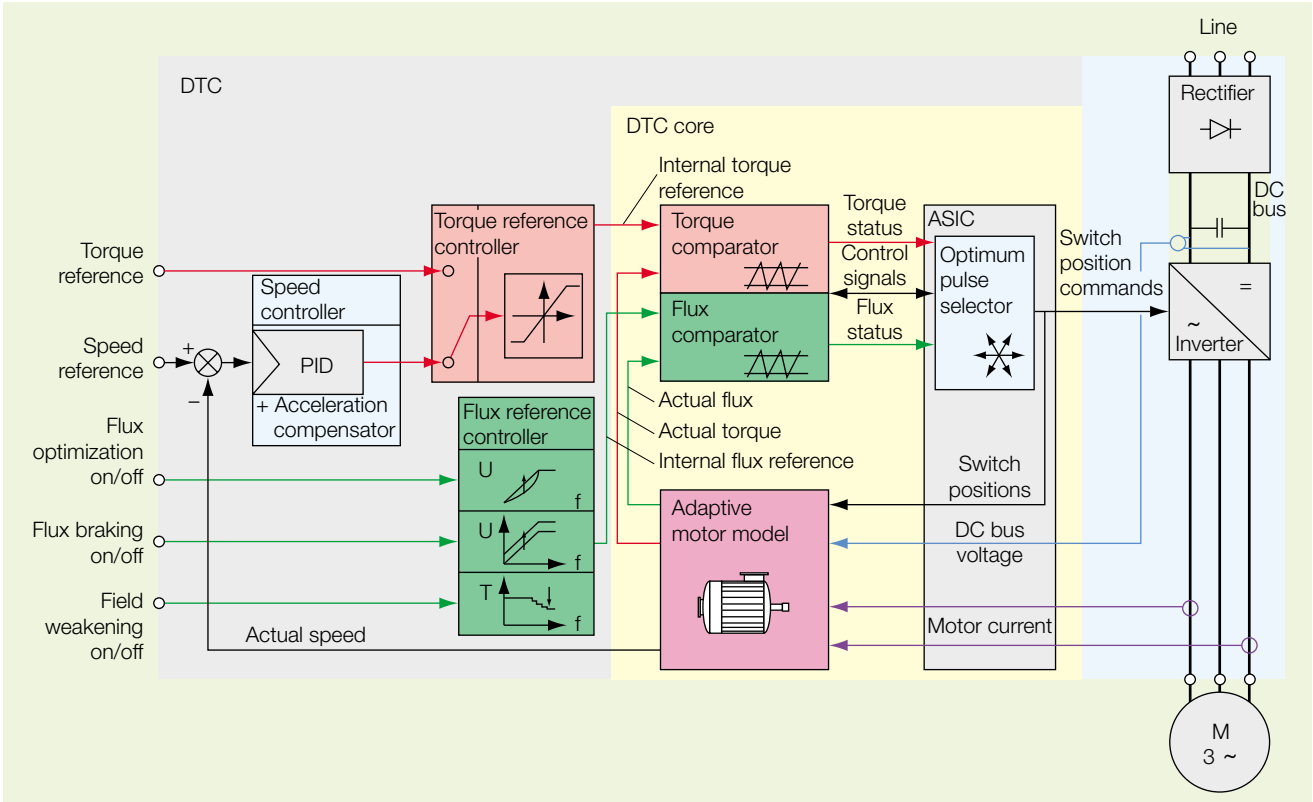 Line
DTC
Rectifier
DTC core
Internal torque
reference
DC
bus
Torque reference
controller
Torque
comparator
Torque
status
ASIC
Torque
reference
Control
signals
Optimum
pulse
selector
Switch
position
commands
Speed
controller
Flux
comparator
Flux
status
=
~
Inverter
Speed
reference
+
−
PID
+ Acceleration
compensator
Actual flux
Actual torque
Internal flux reference
Flux
optimization
on/off
Flux reference
controller
U
f
Switch
positions
Adaptive
motor model
Flux braking
on/off
U
f
DC bus
voltage
Field
weakening
on/off
T
f
Actual speed
Motor current
M
3 ~